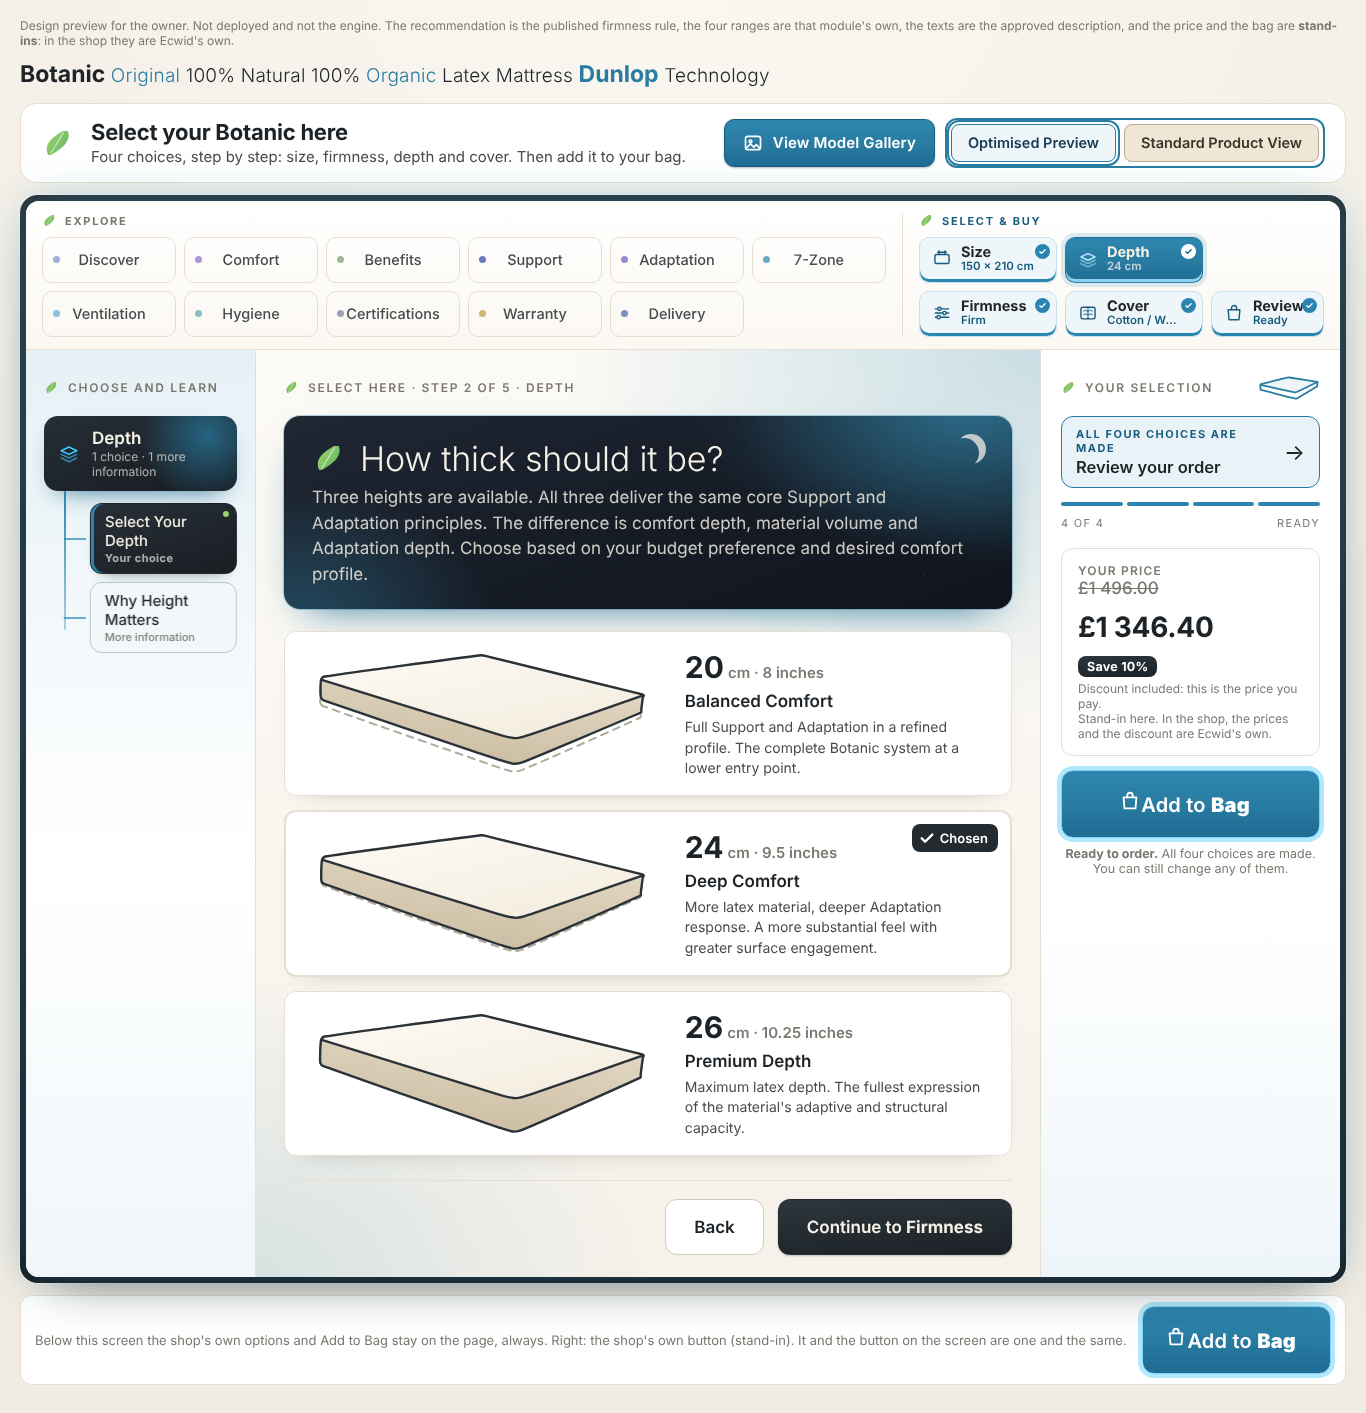 Design preview for the owner. Not deployed and not the engine. The recommendation is the published firmness rule, the four ranges are that module's own, the texts are the approved description, and the price and the bag are stand-
ins: in the shop they are Ecwid's own.
Botanic Original 100% Natural 100% Organic Latex Mattress Dunlop Technology
Select your Botanic here
Four choices, step by step: size, firmness, depth and cover. Then add it to your bag.
View Model Gallery
Optimised Preview
Standard Product View
EXPLORE
Discover
Comfort
Benefits
Support
Adaptation
7-Zone
Ventilation
Hygiene
Certifications
Warranty
Delivery
SELECT & BUY
Size
150 × 210 cm
Depth
24 cm
Firmness
Firm
Cover
Cotton / W...
Review
Ready
CHOOSE AND LEARN
Depth
1 choice · 1 more
information
Select Your
Depth
Your choice
Why Height
Matters
More information
SELECT HERE · STEP 2 OF 5 · DEPTH
How thick should it be?
Three heights are available. All three deliver the same core Support and
Adaptation principles. The difference is comfort depth, material volume and
Adaptation depth. Choose based on your budget preference and desired comfort
profile.
20 cm · 8 inches
Balanced Comfort
Full Support and Adaptation in a refined
profile. The complete Botanic system at a
lower entry point.
Chosen
24 cm · 9.5 inches
Deep Comfort
More latex material, deeper Adaptation
response. A more substantial feel with
greater surface engagement.
26 cm · 10.25 inches
Premium Depth
Maximum latex depth. The fullest expression
of the material's adaptive and structural
capacity.
Back
Continue to Firmness
YOUR SELECTION
ALL FOUR CHOICES ARE
MADE
Review your order
4 OF 4
READY
YOUR PRICE
£1 496.00
£1 346.40
Save 10%
Discount included: this is the price you
pay.
Stand-in here. In the shop, the prices
and the discount are Ecwid's own.
Add to Bag
Ready to order. All four choices are made.
You can still change any of them.
Below this screen the shop's own options and Add to Bag stay on the page, always. Right: the shop's own button (stand-in). It and the button on the screen are one and the same.
Add to Bag